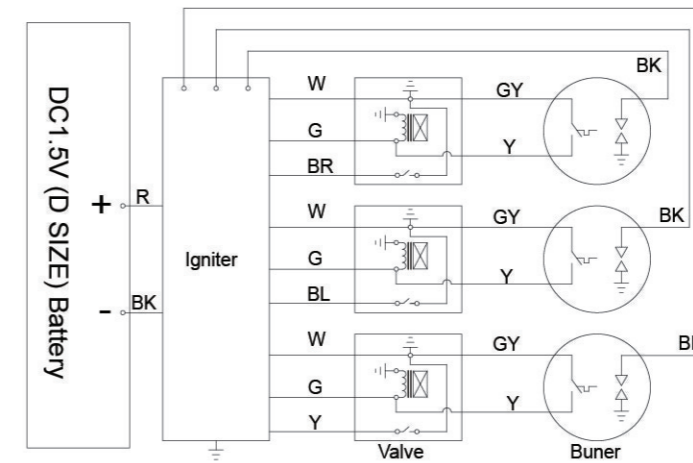 DC1.5V (D SIZE) Battery
+
R
-
BK
Igniter
W
G
BR
W
G
BL
W
G
Y
Valve
GY
Y
GY
Y
GY
Y
BK
BK
Buner